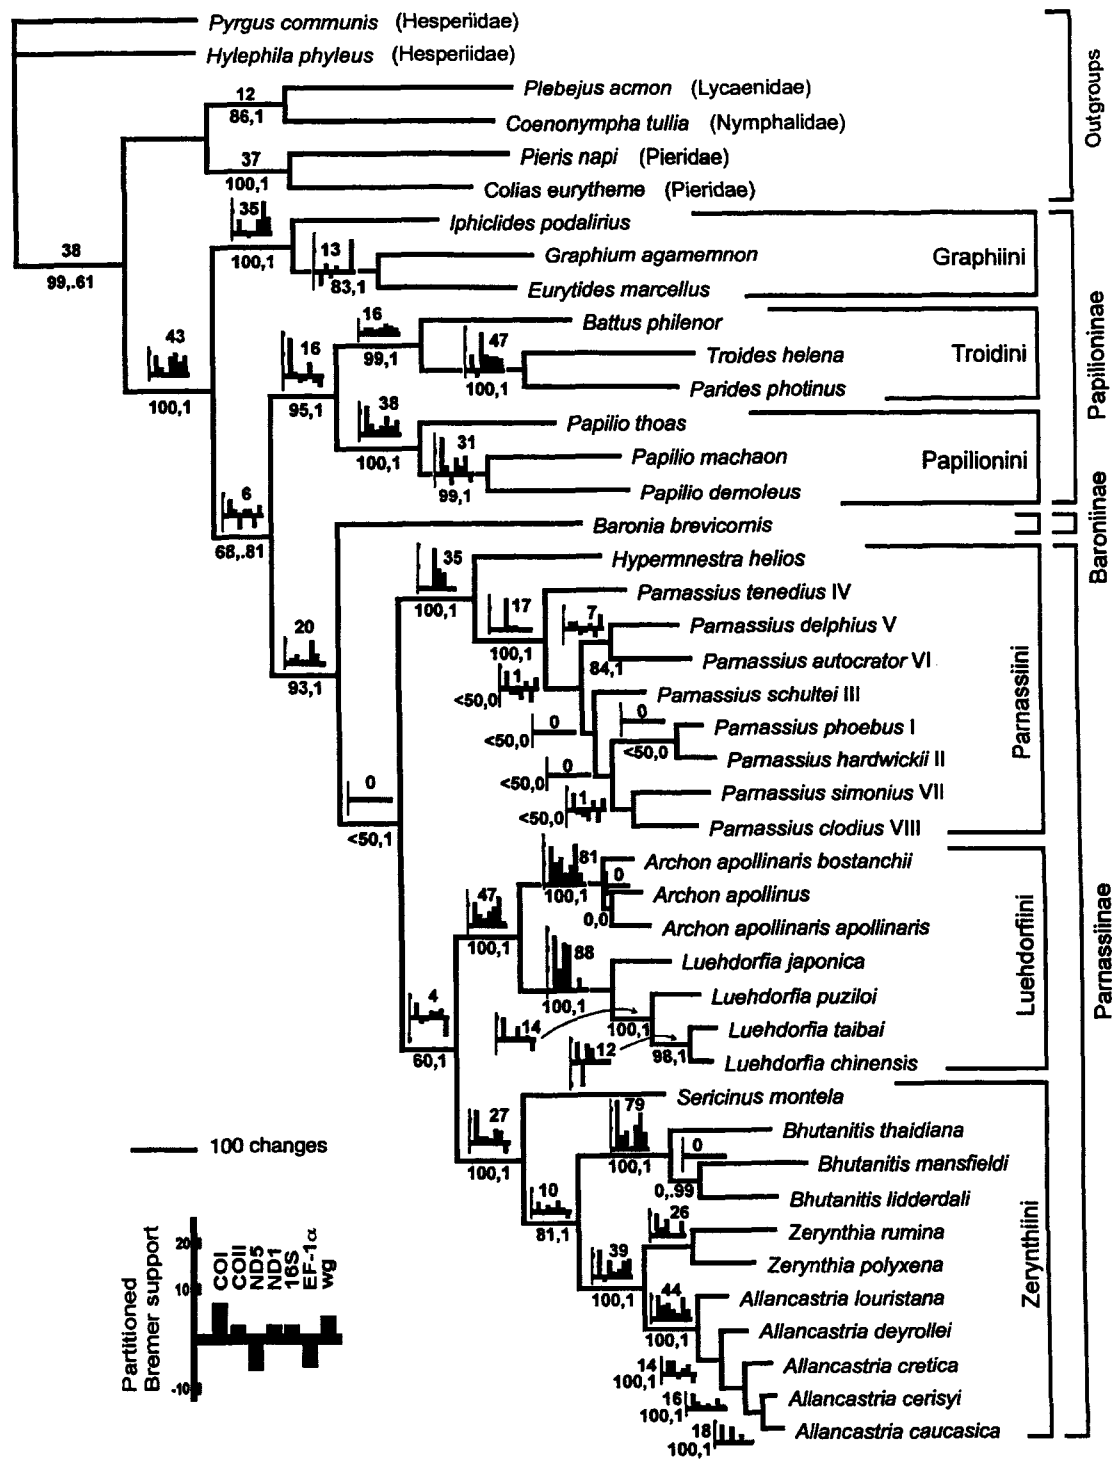 Pyrgus communis (Hesperiidae)
Hylephila phyleus (Hesperiidae)
12
Plebejus acmon (Lycaenidae)
86,1
Coenonympha tullia (Nymphalidae)
37
Pieris napi (Pieridae)
100,1
Colias eurytheme (Pieridae)
Outgroups
38
99,.61
35
100,1
Iphiclides podalirius
13
83,1
Graphium agamemnon
Eurytides marcellus
Graphiini
43
100,1
16
95,1
16
99,1
Battus philenor
47
100,1
Troides helena
Parides photinus
Troidini
38
100,1
Papilio thoas
31
99,1
Papilio machaon
Papilio demoleus
Papilionini
Papilioninae
6
68,.81
Baronia brevicornis
Baroniinae
20
93,1
35
100,1
Hypermnestra helios
17
100,1
Parnassius tenedius IV
7
84,1
Parnassius delphius V
Parnassius autocrator VI
1
<50,0
Parnassius schultei III
0
<50,0
0
<50,0
Parnassius phoebus I
Parnassius hardwickii II
0
<50,0
1
<50,0
Parnassius simonius VII
Parnassius clodius VIII
Parnassiini
0
<50,1
81
100,1
Archon apollinaris bostanchii
0
0,0
Archon apollinus
Archon apollinaris apollinaris
47
100,1
88
100,1
Luehdorfia japonica
14
100,1
Luehdorfia puziloi
12
98,1
Luehdorfia taibai
Luehdorfia chinensis
Luehdorfiini
4
60,1
27
100,1
Sericinus montela
79
100,1
Bhutanitis thaidiana
0
0,.99
Bhutanitis mansfieldi
Bhutanitis lidderdali
10
81,1
26
Zerynthia rumina
Zerynthia polyxena
39
100,1
44
100,1
Allancastria louristana
Allancastria deyrollei
14
100,1
Allancastria cretica
16
100,1
Allancastria cerisyi
18
100,1
Allancastria caucasica
Zerynthiini
Parnassiinae
100 changes
Partitioned
Bremer support
20
10
-10
COI
COII
ND5
ND1
16S
EF-1α
wg